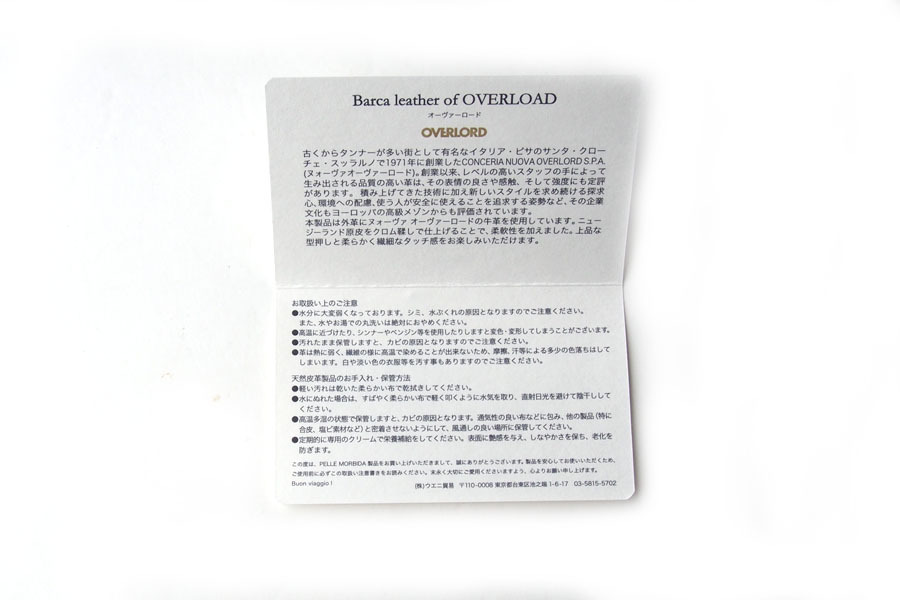 Barca leather of OVERLOAD
オーヴァーロード
OVERLORD
古くからタンナーが多い街として有名なイタリア・ピサのサンタ・クロー
チェ・スッラルノで1971年に創業したCONCERIA NUOVA OVERLORD S.P.A.
(ヌォーヴァオーヴァーロード)。創業以来、レベルの高いスタッフの手によって
生み出される品質の高い革は、その表情の良さや感触、そして強度にも定評
があります。 積み上げてきた技術に加え新しいスタイルを求め続ける探求
心、環境への配慮、使う人が安全に使えることを追求する姿勢など、その企業
文化もヨーロッパの高級メゾンからも評価されています。
本製品は外革にヌォーヴァ オーヴァーロードの牛革を使用しています。ニュー
ジーランド原皮をクロム鞣しで仕上げることで、柔軟性を加えました。上品な
型押しと柔らかく繊細なタッチ感をお楽しみいただけます。
お取扱い上のご注意
●水分に大変弱くなっております。シミ、水ぶくれの原因となりますのでご注意ください。
また、水やお湯での丸洗いは絶対におやめください。
●高温に近づけたり、シンナーやベンジン等を使用したりしますと変色・変形してしまうことがございます。
●汚れたまま保管しますと、カビの原因となりますのでご注意ください。
●革は熱に弱く、繊維の様に高温で染めることが出来ないため、摩擦、汗等による多少の色落ちはして
しまいます。白や淡い色の衣服等を汚す事もありますのでご注意ください。
天然皮革製品のお手入れ・保管方法
●軽い汚れは乾いた柔らかい布で乾拭きしてください。
●水にぬれた場合は、すばやく柔らかい布で軽く叩くように水気を取り、直射日光を避けて陰干しして
ください。
●高温多湿の状態で保管しますと、カビの原因となります。通気性の良い布などに包み、他の製品(特に
合皮、塩ビ素材など)と密着させないようにして、風通しの良い場所に保管してください。
●定期的に専用のクリームで栄養補給をしてください。表面に艶感を与え、しなやかさを保ち、老化を
防ぎます。
この度は、PELLE MORBIDA 製品をお買い上げいただきまして、誠にありがとうございます。製品を安心してお使いいただくため、
ご使用前に必ずこの取扱い注意書きをお読みください。末永く大切にご愛用くださいますよう、心よりお願い申し上げます。
Buon viaggio !
(株)ウエニ貿易 〒110-0008 東京都台東区池之端 1-6-17 03-5815-5702